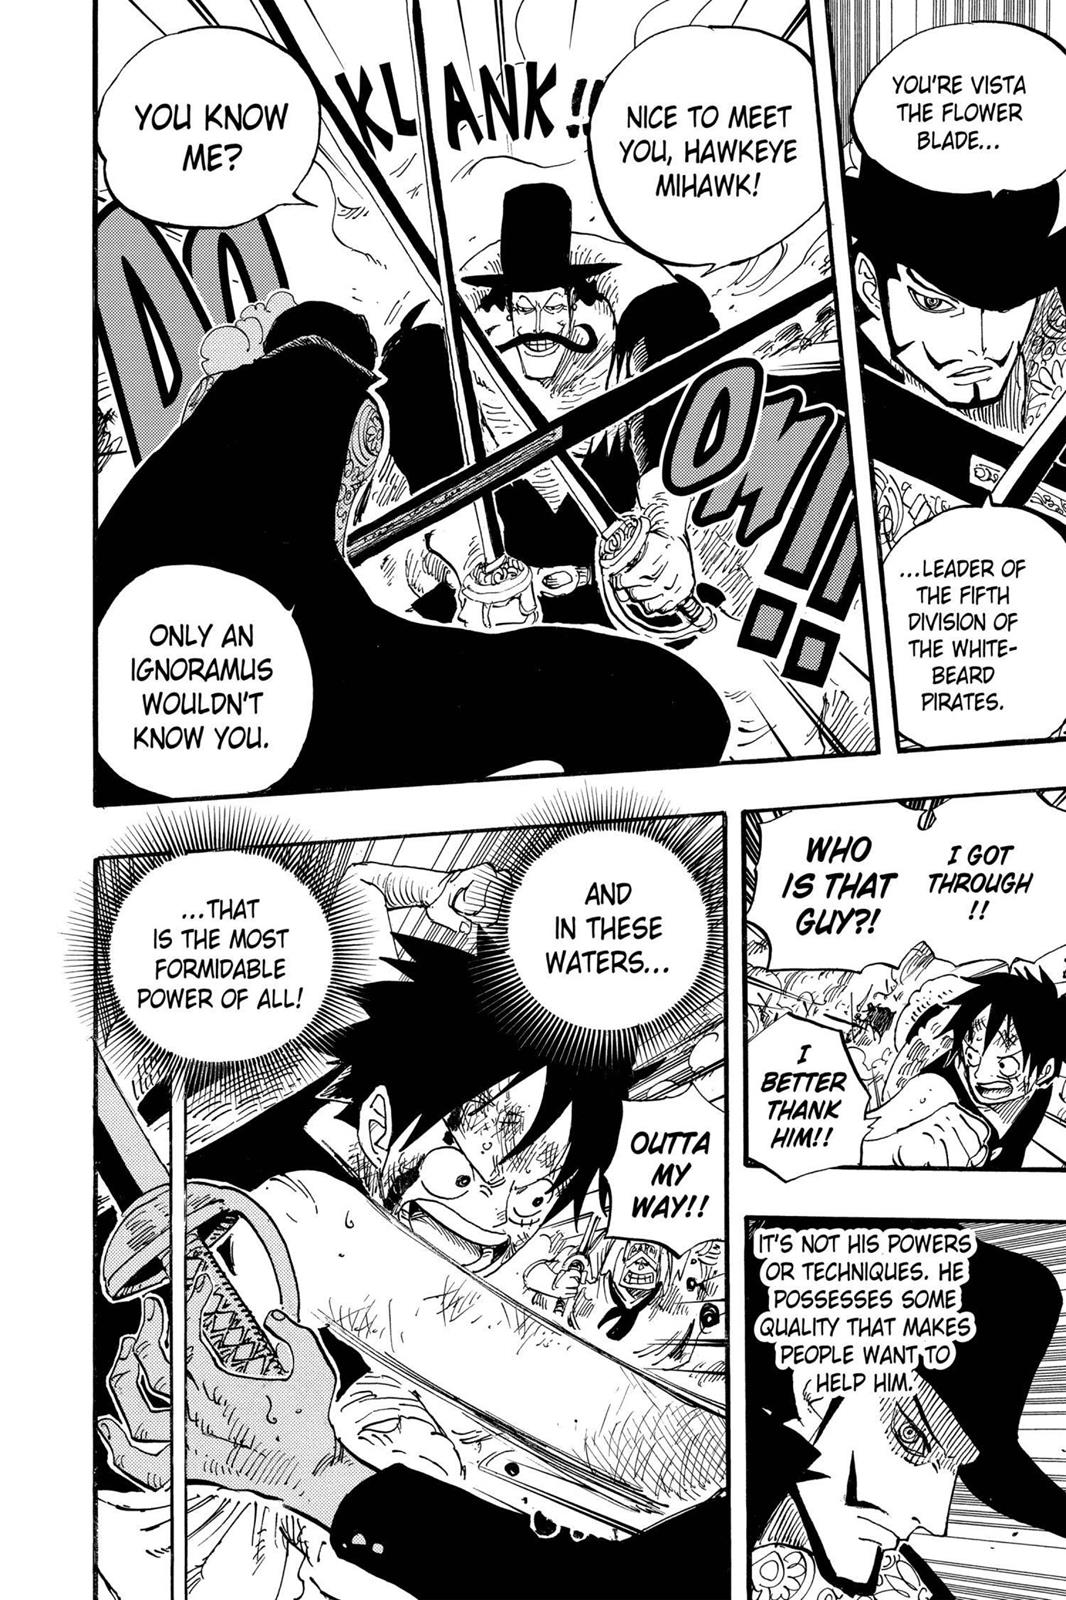 YOU'RE VISTA
THE FLOWER
BLADE...
...LEADER OF
THE FIFTH
DIVISION OF
THE WHITE-
BEARD
PIRATES.
NICE TO MEET
YOU, HAWKEYE
MIHAWK!
KLANK!!
YOU KNOW
ME?
DOOM!!
ONLY AN
IGNORAMUS
WOULDN'T
KNOW YOU.
I GOT
THROUGH
!!
WHO
IS THAT
GUY?!
I
BETTER
THANK
HIM!!
IT'S NOT HIS POWERS
OR TECHNIQUES. HE
POSSESSES SOME
QUALITY THAT MAKES
PEOPLE WANT TO
HELP HIM.
AND
IN THESE
WATERS...
OUTTA
MY
WAY!!
...THAT
IS THE MOST
FORMIDABLE
POWER OF ALL!